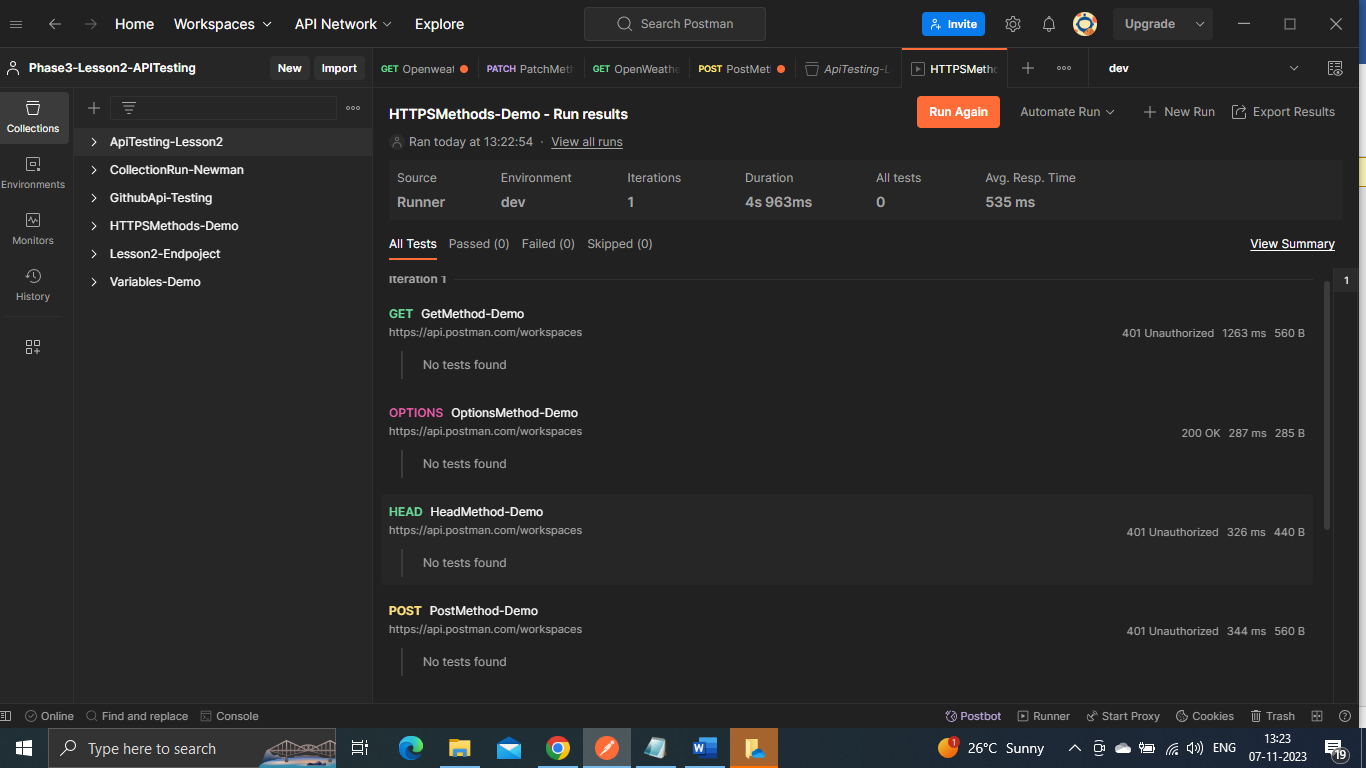 Home Workspaces API Network Explore Search Postman Invite Upgrade
Phase3-Lesson2-APITesting New Import GET Openweat PATCH PatchMeth GET OpenWeathe POST PostMet ApiTesting-L HTTPSMetho dev
Collections
Environments
Monitors
History
ApiTesting-Lesson2
CollectionRun-Newman
GithubApi-Testing
HTTPSMethods-Demo
Lesson2-Endpoject
Variables-Demo
HTTPSMethods-Demo - Run results Run Again Automate Run New Run Export Results
Ran today at 13:22:54 · View all runs
Source Environment Iterations Duration All tests Avg. Resp. Time
Runner dev 1 4s 963ms 0 535 ms
All Tests Passed (0) Failed (0) Skipped (0) View Summary
Iteration 1
1
GET GetMethod-Demo
https://api.postman.com/workspaces
401 Unauthorized 1263 ms 560 B
No tests found
OPTIONS OptionsMethod-Demo
https://api.postman.com/workspaces
200 OK 287 ms 285 B
No tests found
HEAD HeadMethod-Demo
https://api.postman.com/workspaces
401 Unauthorized 326 ms 440 B
No tests found
POST PostMethod-Demo
https://api.postman.com/workspaces
401 Unauthorized 344 ms 560 B
No tests found
Online Find and replace Console Postbot Runner Start Proxy Cookies Trash
Type here to search 1 26°C Sunny ENG 13:23
07-11-2023 19